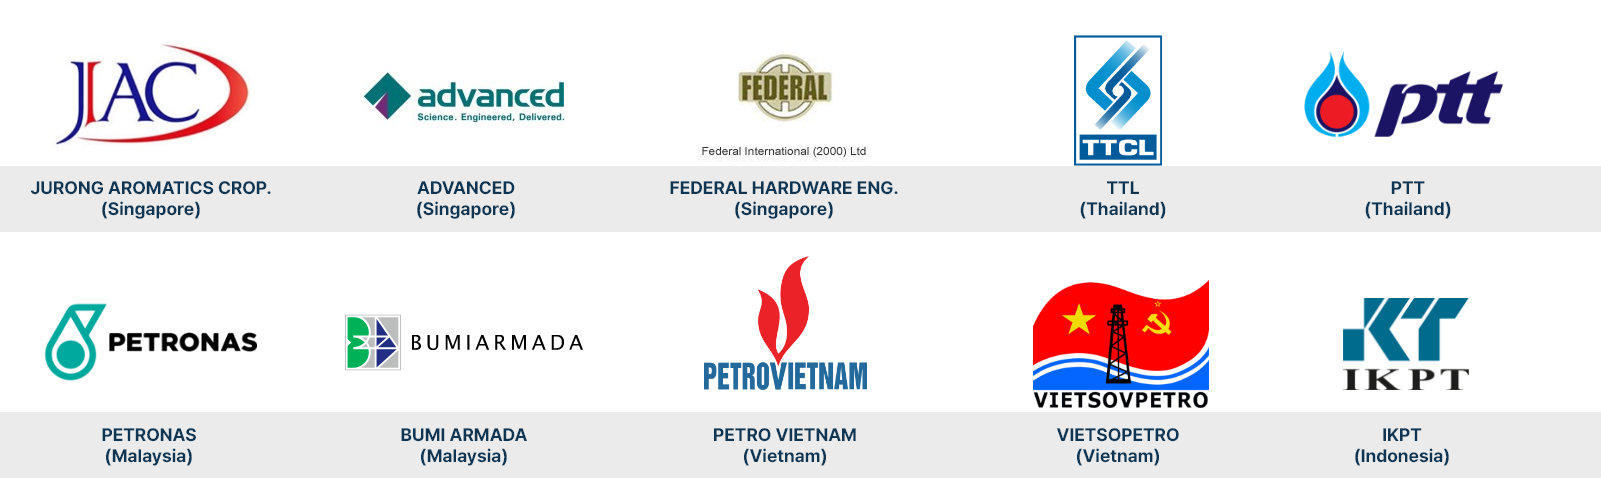 JAC
advanced
Science. Engineered, Delivered.
FEDERAL
Federal International (2000) Ltd
TTCL
ptt
JURONG AROMATICS CROP.
(Singapore)
ADVANCED
(Singapore)
FEDERAL HARDWARE ENG.
(Singapore)
TTL
(Thailand)
PTT
(Thailand)
PETRONAS
BUMIARMADA
PETROVIETNAM
VIETSOVPETRO
KT
IKPT
PETRONAS
(Malaysia)
BUMI ARMADA
(Malaysia)
PETRO VIETNAM
(Vietnam)
VIETSOPETRO
(Vietnam)
IKPT
(Indonesia)